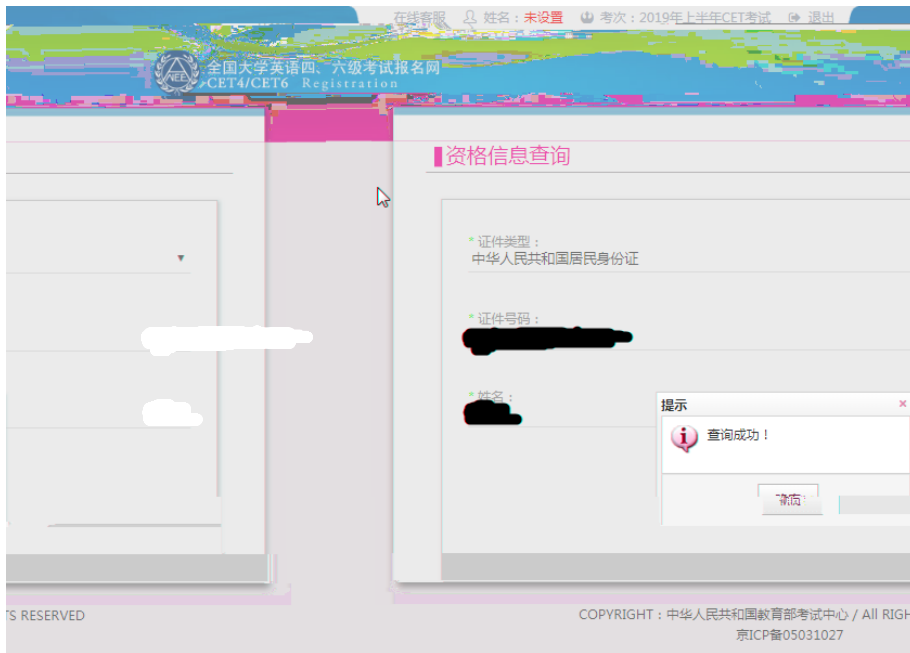 在线客服 姓名：未设置 考次：2019年上半年CET考试 退出
全国大学英语四、六级考试报名网
CET4/CET6 Registration
资格信息查询
* 证件类型：
中华人民共和国居民身份证
* 证件号码：
* 姓名：
提示 ×
查询成功！
TS RESERVED
COPYRIGHT：中华人民共和国教育部考试中心 / All RIGH
京ICP备05031027